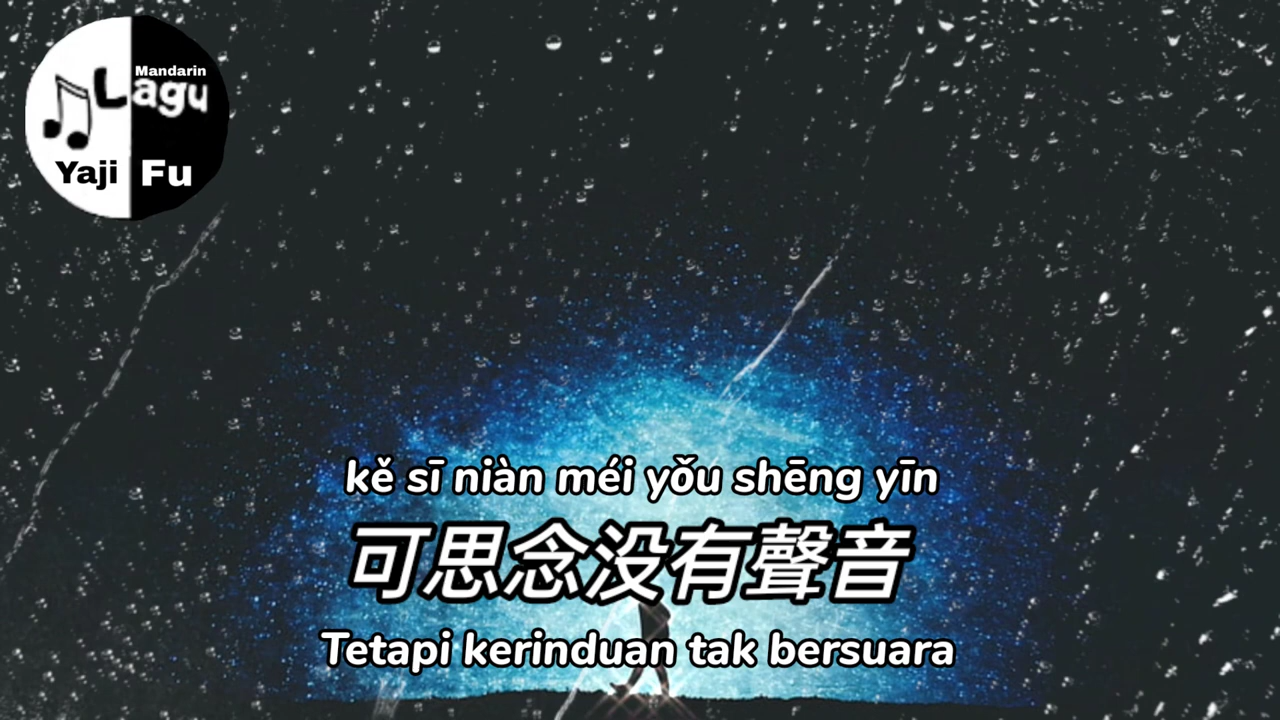 Mandarin
Lagu
Yaji Fu
kě sī niàn méi yǒu shēng yīn
可思念没有聲音
Tetapi kerinduan tak bersuara